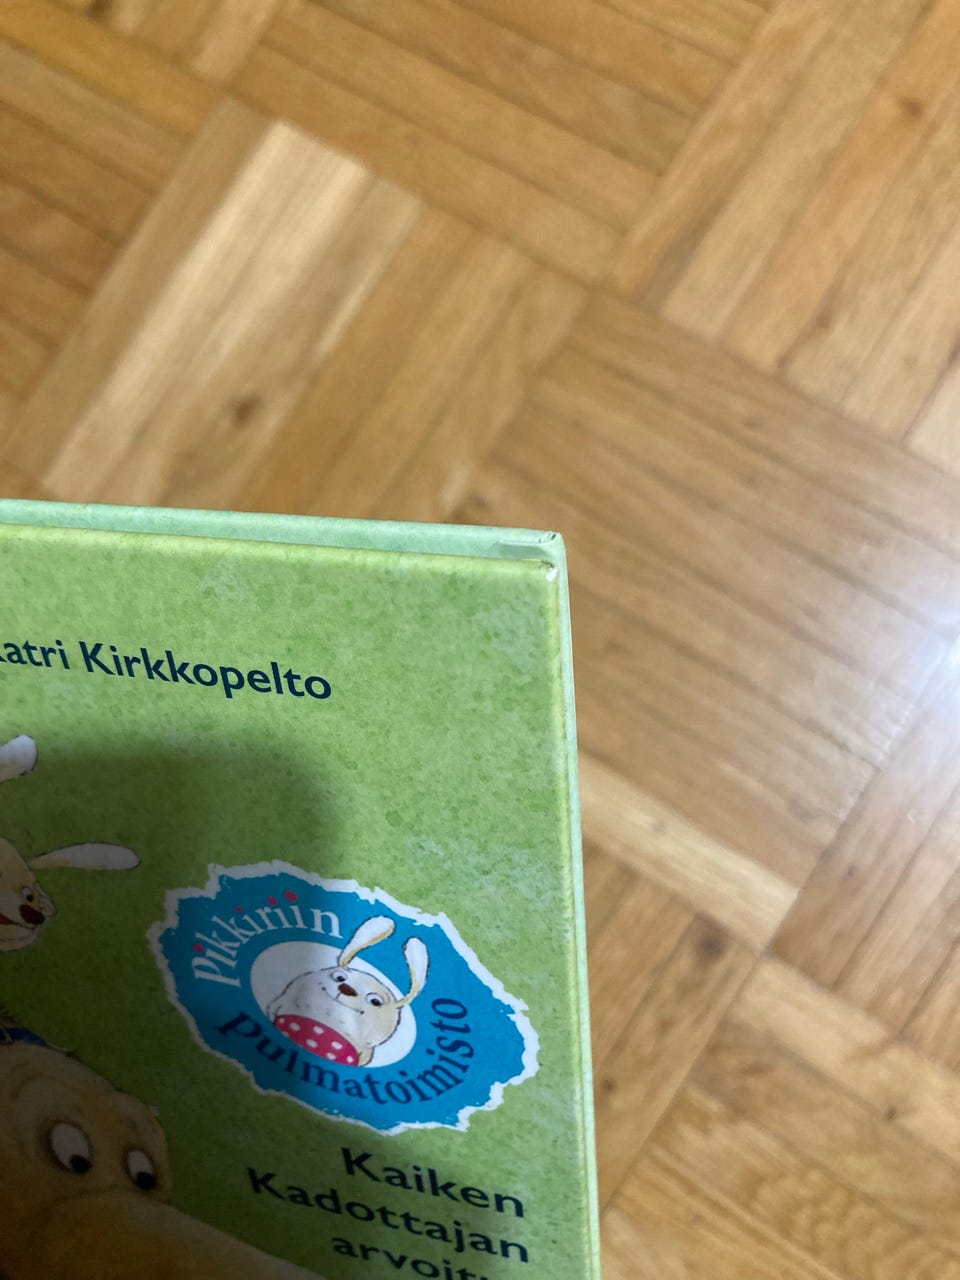 Katri Kirkkopelto
Pikkiriin
Pulmatoimisto
Kaiken
Kadottajan